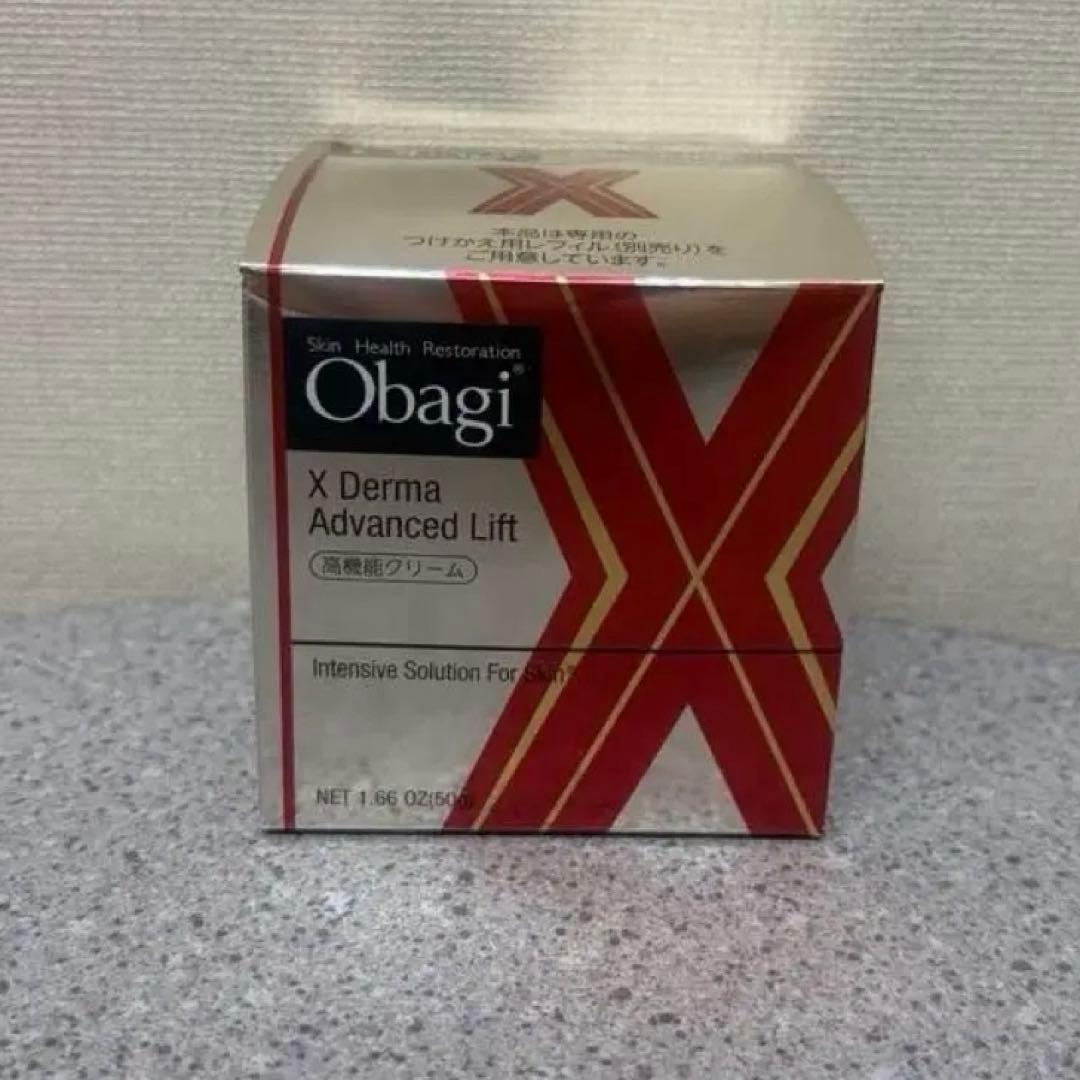 X
本品は専用の
つけかえ用レフィル(別売り)を
ご用意しています。
Skin Health Restoration
Obagi®
X Derma
Advanced Lift
高機能クリーム
Intensive Solution For Skin®
NET 1.66 OZ(50g)
X